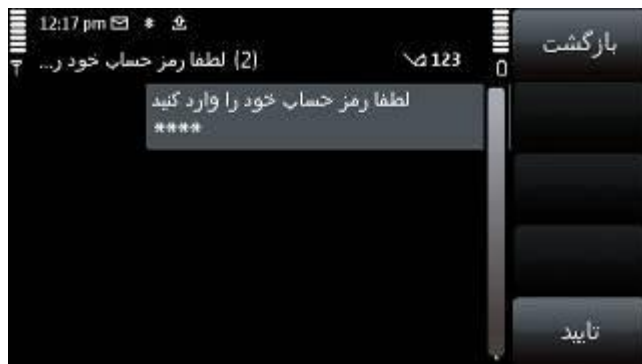 12:17 pm
(2) لطفا رمز حساب خود ر...
123
لطفا رمز حساب خود را وارد کنید
****
بازگشت
تایید